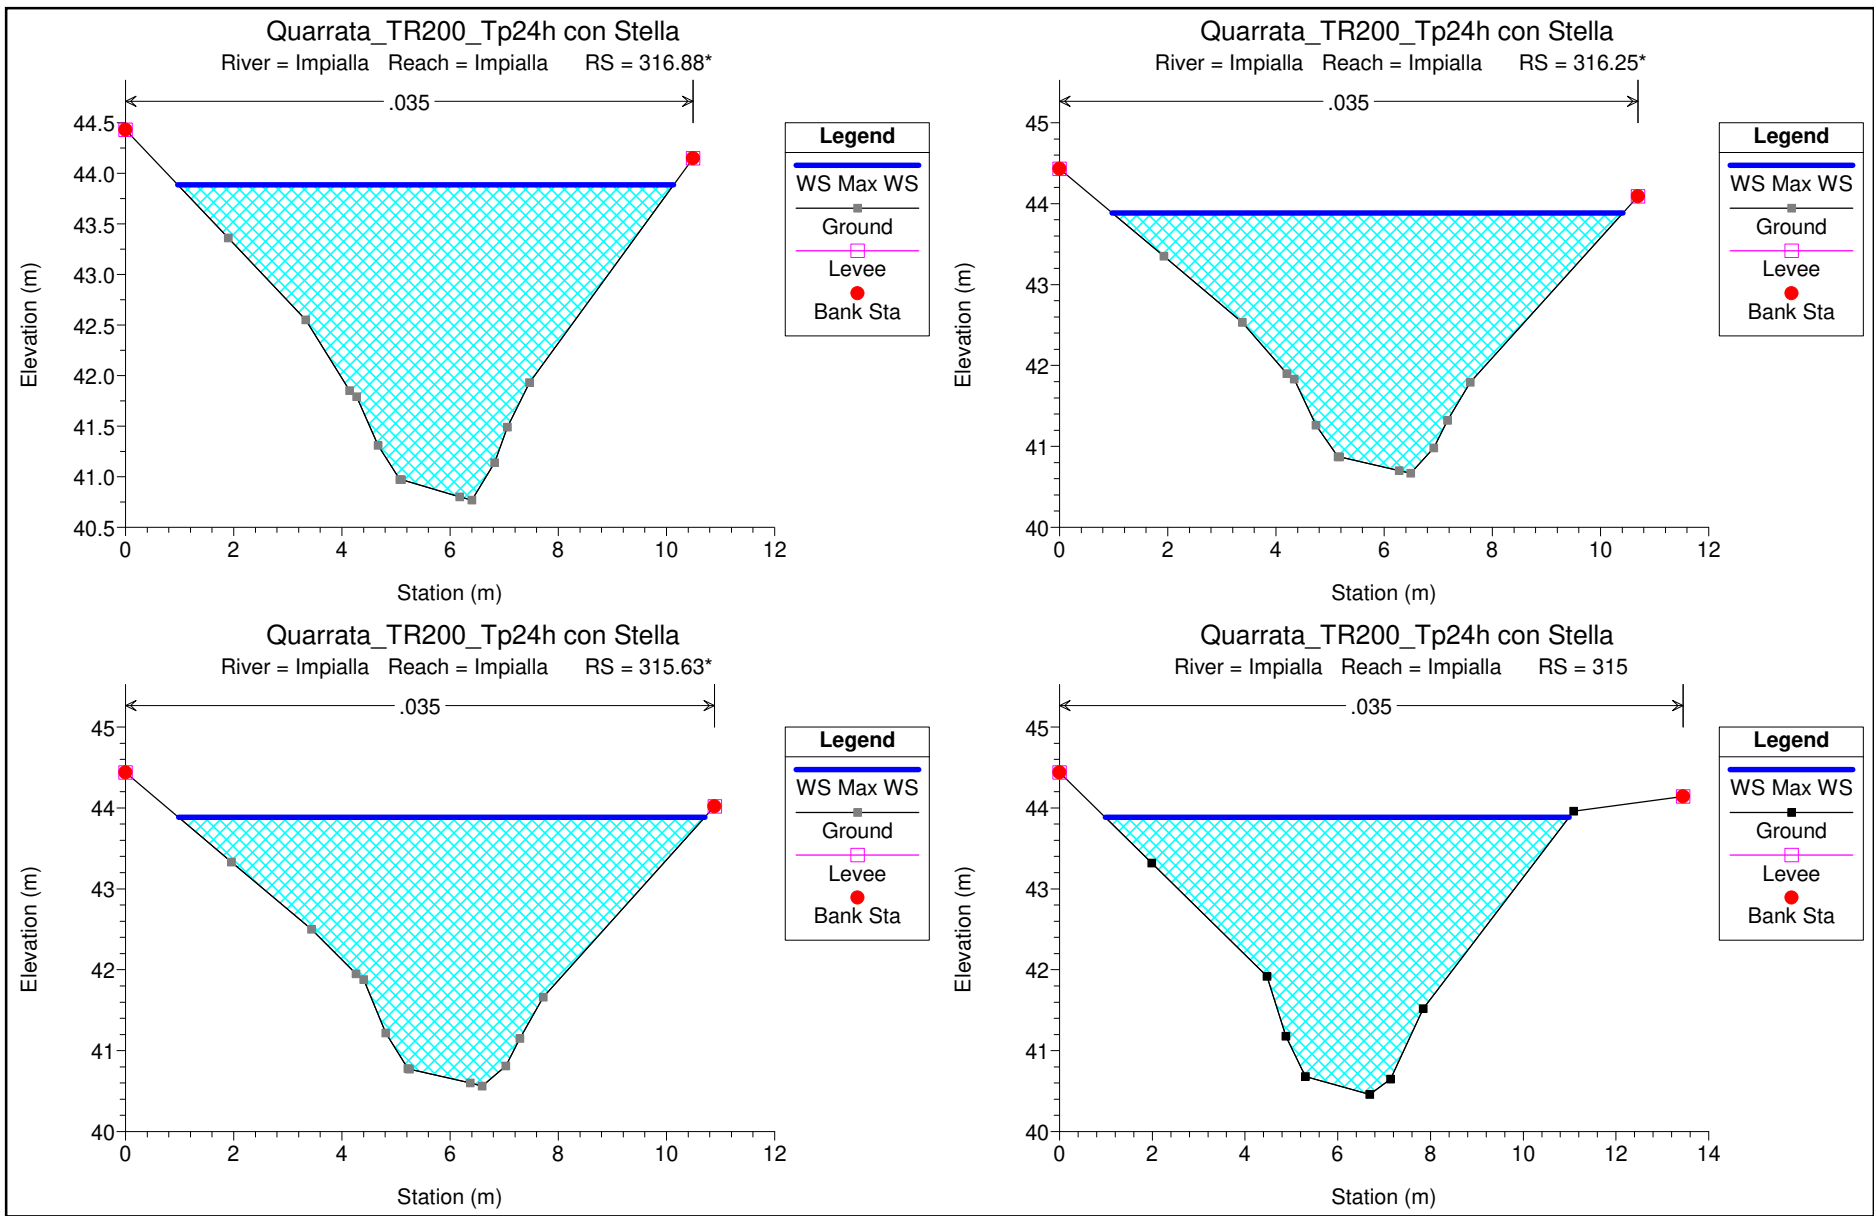 Quarrata_TR200_Tp24h con Stella
River = Impialla Reach = Impialla RS = 316.88*
.035
44.5
44.0
43.5
43.0
42.5
42.0
41.5
41.0
40.5
0 2 4 6 8 10 12
Station (m)
Elevation (m)
Legend
WS Max WS
Ground
Levee
Bank Sta
Quarrata_TR200_Tp24h con Stella
River = Impialla Reach = Impialla RS = 316.25*
.035
45
44
43
42
41
40
0 2 4 6 8 10 12
Station (m)
Elevation (m)
Legend
WS Max WS
Ground
Levee
Bank Sta
Quarrata_TR200_Tp24h con Stella
River = Impialla Reach = Impialla RS = 315.63*
.035
45
44
43
42
41
40
0 2 4 6 8 10 12
Station (m)
Elevation (m)
Legend
WS Max WS
Ground
Levee
Bank Sta
Quarrata_TR200_Tp24h con Stella
River = Impialla Reach = Impialla RS = 315
.035
45
44
43
42
41
40
0 2 4 6 8 10 12 14
Station (m)
Elevation (m)
Legend
WS Max WS
Ground
Levee
Bank Sta